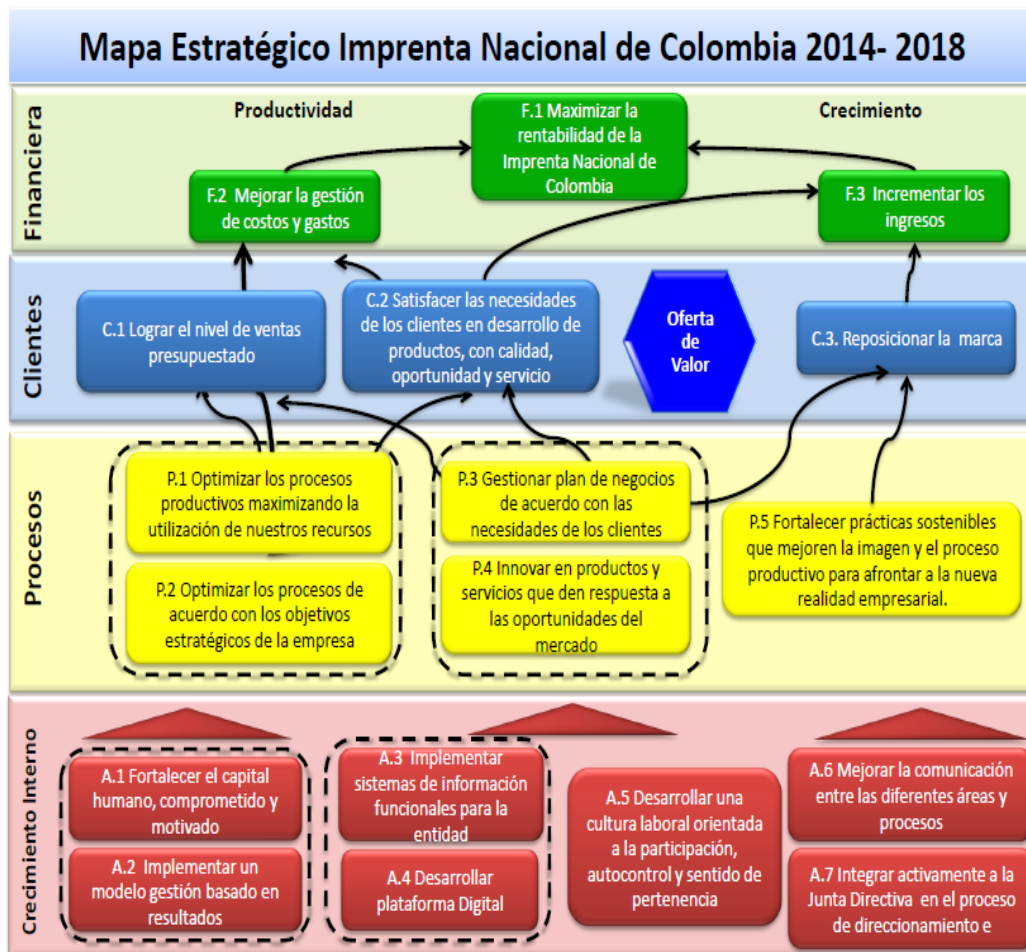 Mapa Estratégico Imprenta Nacional de Colombia 2014- 2018
Financiera
Productividad
Crecimiento
F.1 Maximizar la
rentabilidad de la
Imprenta Nacional de
Colombia
F.2 Mejorar la gestión
de costos y gastos
F.3 Incrementar los
ingresos
Clientes
C.1 Lograr el nivel de ventas
presupuestado
C.2 Satisfacer las necesidades
de los clientes en desarrollo de
productos, con calidad,
oportunidad y servicio
Oferta
de
Valor
C.3. Reposicionar la marca
Procesos
P.1 Optimizar los procesos
productivos maximizando la
utilización de nuestros recursos
P.2 Optimizar los procesos de
acuerdo con los objetivos
estratégicos de la empresa
P.3 Gestionar plan de negocios
de acuerdo con las
necesidades de los clientes
P.4 Innovar en productos y
servicios que den respuesta a
las oportunidades del
mercado
P.5 Fortalecer prácticas sostenibles
que mejoren la imagen y el proceso
productivo para afrontar a la nueva
realidad empresarial.
Crecimiento Interno
A.1 Fortalecer el capital
humano, comprometido y
motivado
A.2 Implementar un
modelo gestión basado en
resultados
A.3 Implementar
sistemas de información
funcionales para la
entidad
A.4 Desarrollar
plataforma Digital
A.5 Desarrollar una
cultura laboral orientada
a la participación,
autocontrol y sentido de
pertenencia
A.6 Mejorar la comunicación
entre las diferentes áreas y
procesos
A.7 Integrar activamente a la
Junta Directiva en el proceso
de direccionamiento e